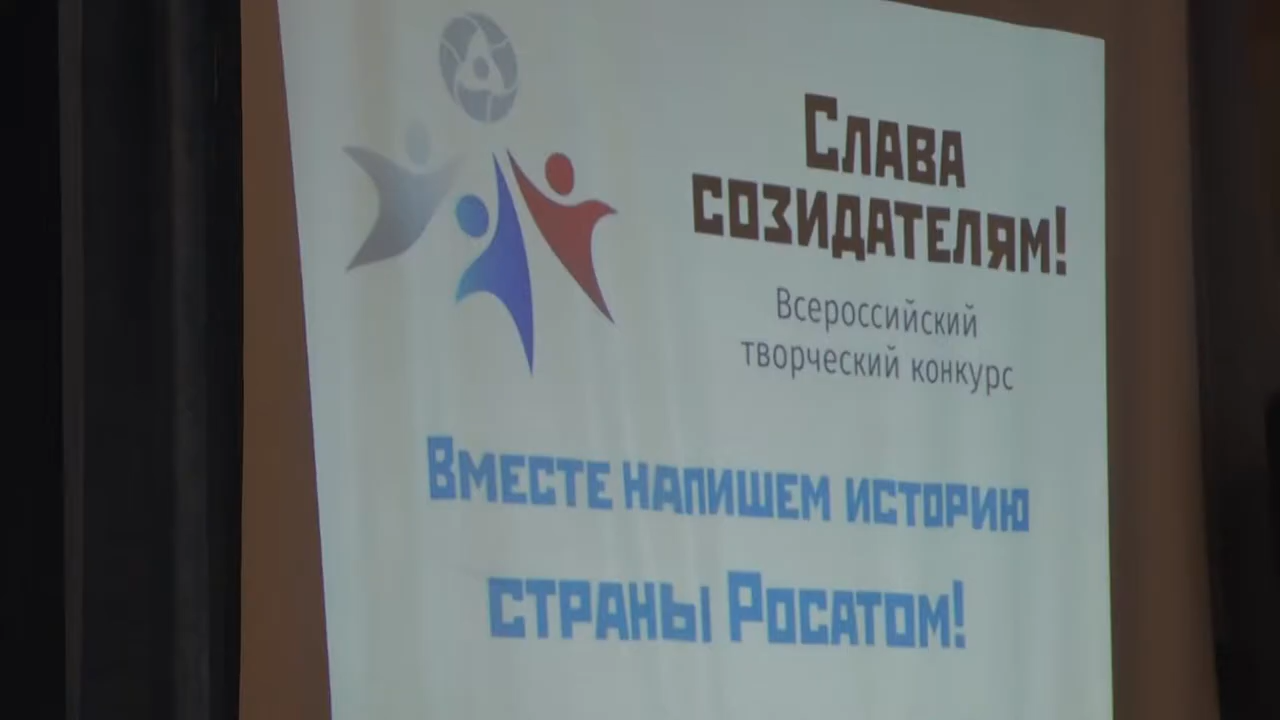 Слава
созидателям!
Всероссийский
творческий конкурс
Вместе напишем историю
страны Росатом!